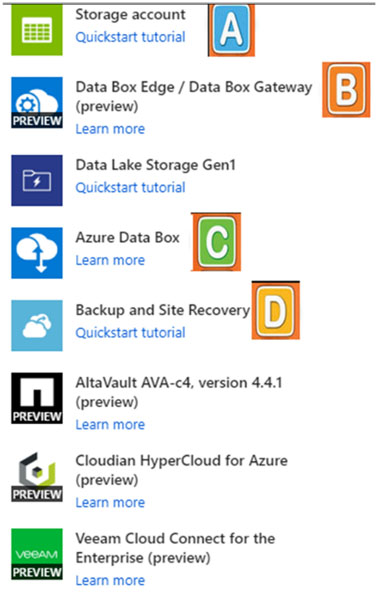 Storage account
Quickstart tutorial
A
Data Box Edge / Data Box Gateway
(preview)
B
PREVIEW
Learn more
Data Lake Storage Gen1
Quickstart tutorial
Azure Data Box
C
Learn more
Backup and Site Recovery
D
Quickstart tutorial
AltaVault AVA-c4, version 4.4.1
(preview)
PREVIEW
Learn more
Cloudian HyperCloud for Azure
(preview)
PREVIEW
Learn more
Veeam Cloud Connect for the
Enterprise (preview)
veeAM
PREVIEW
Learn more